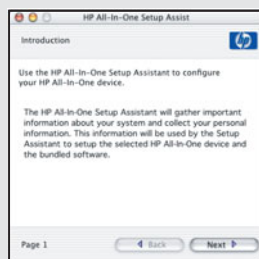 HP All-In-One Setup Assist
Introduction
hp
Use the HP All-In-One Setup Assistant to configure
your HP All-In-One device.
The HP All-In-One Setup Assistant will gather important
information about your system and collect your personal
information. This information will be used by the Setup
Assistant to setup the selected HP All-In-One device and
the bundled software.
Page 1
Back
Next